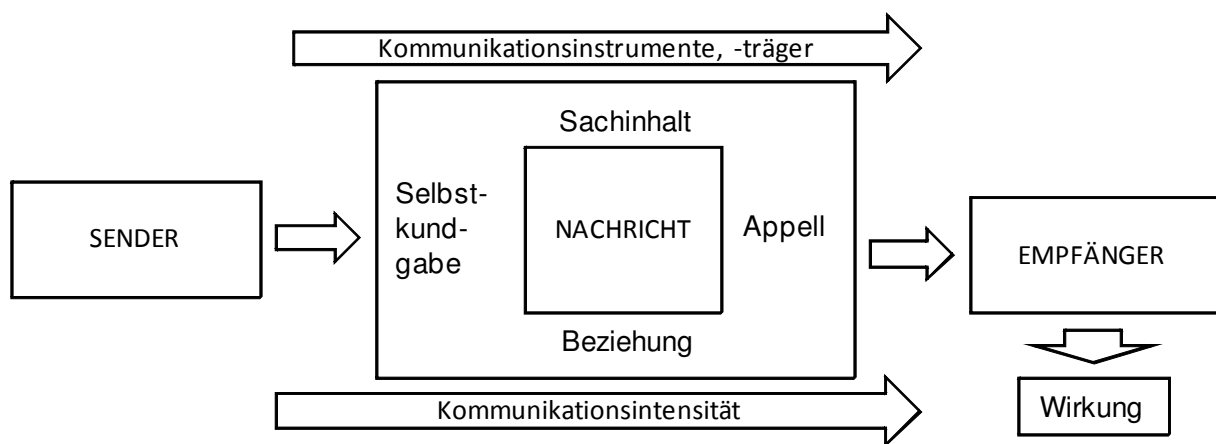 Kommunikationsinstrumente, -träger
Sachinhalt
SENDER
Selbst-
kund-
gabe
NACHRICHT
Appell
EMPFÄNGER
Beziehung
Kommunikationsintensität
Wirkung